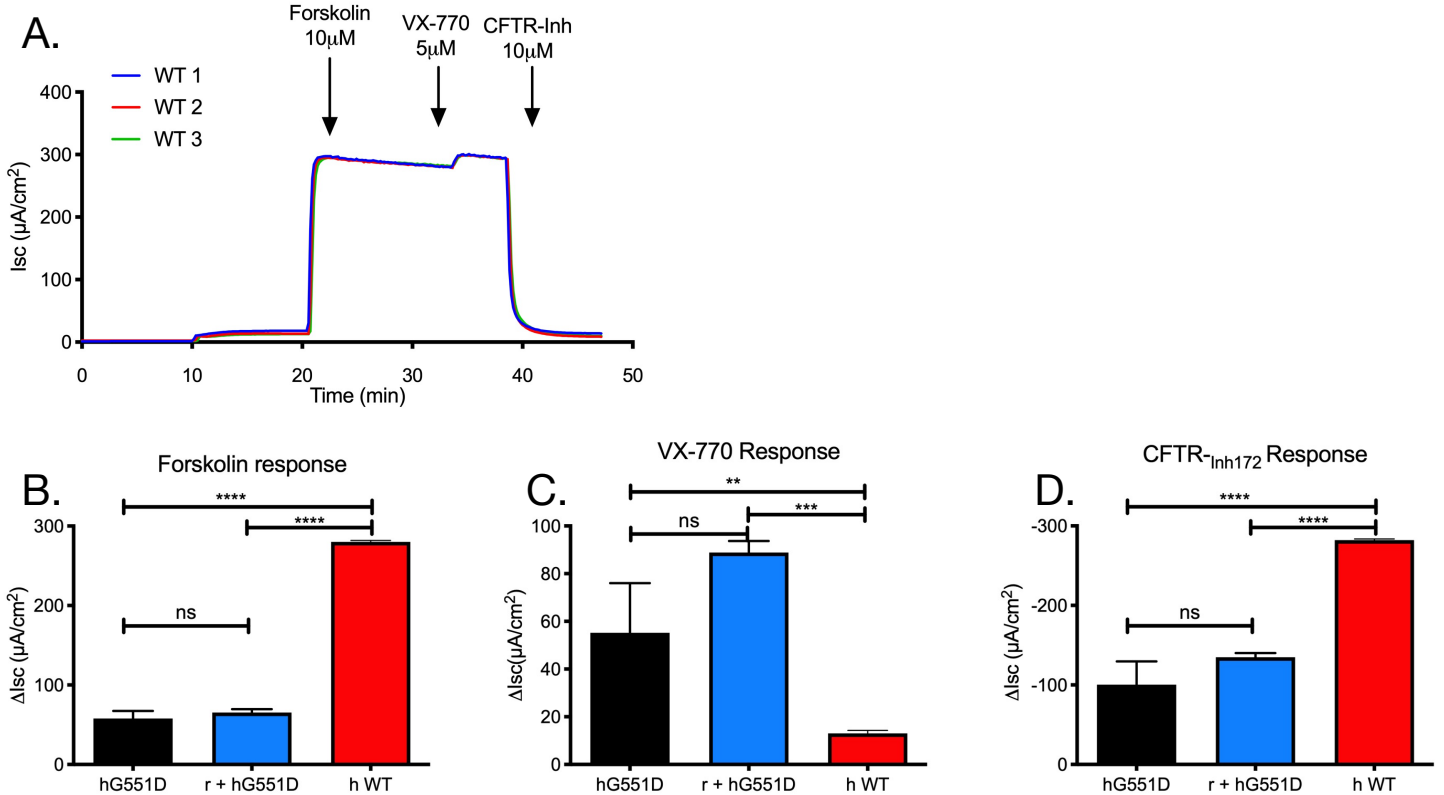 A.
Forskolin
10μM
VX-770
5μM
CFTR-Inh
10μM
WT 1
WT 2
WT 3
400
300
200
100
0
Isc (μA/cm2)
0 10 20 30 40 50
Time (min)
B.
Forskolin response
****
****
ns
300
200
100
0
ΔIsc (μA/cm2)
hG551D r + hG551D h WT
C.
VX-770 Response
**
***
ns
100
80
60
40
20
0
ΔIsc(μA/cm2)
hG551D r + hG551D h WT
D.
CFTR-Inh172 Response
****
****
ns
-300
-200
-100
0
ΔIsc (μA/cm2)
hG551D r + hG551D h WT